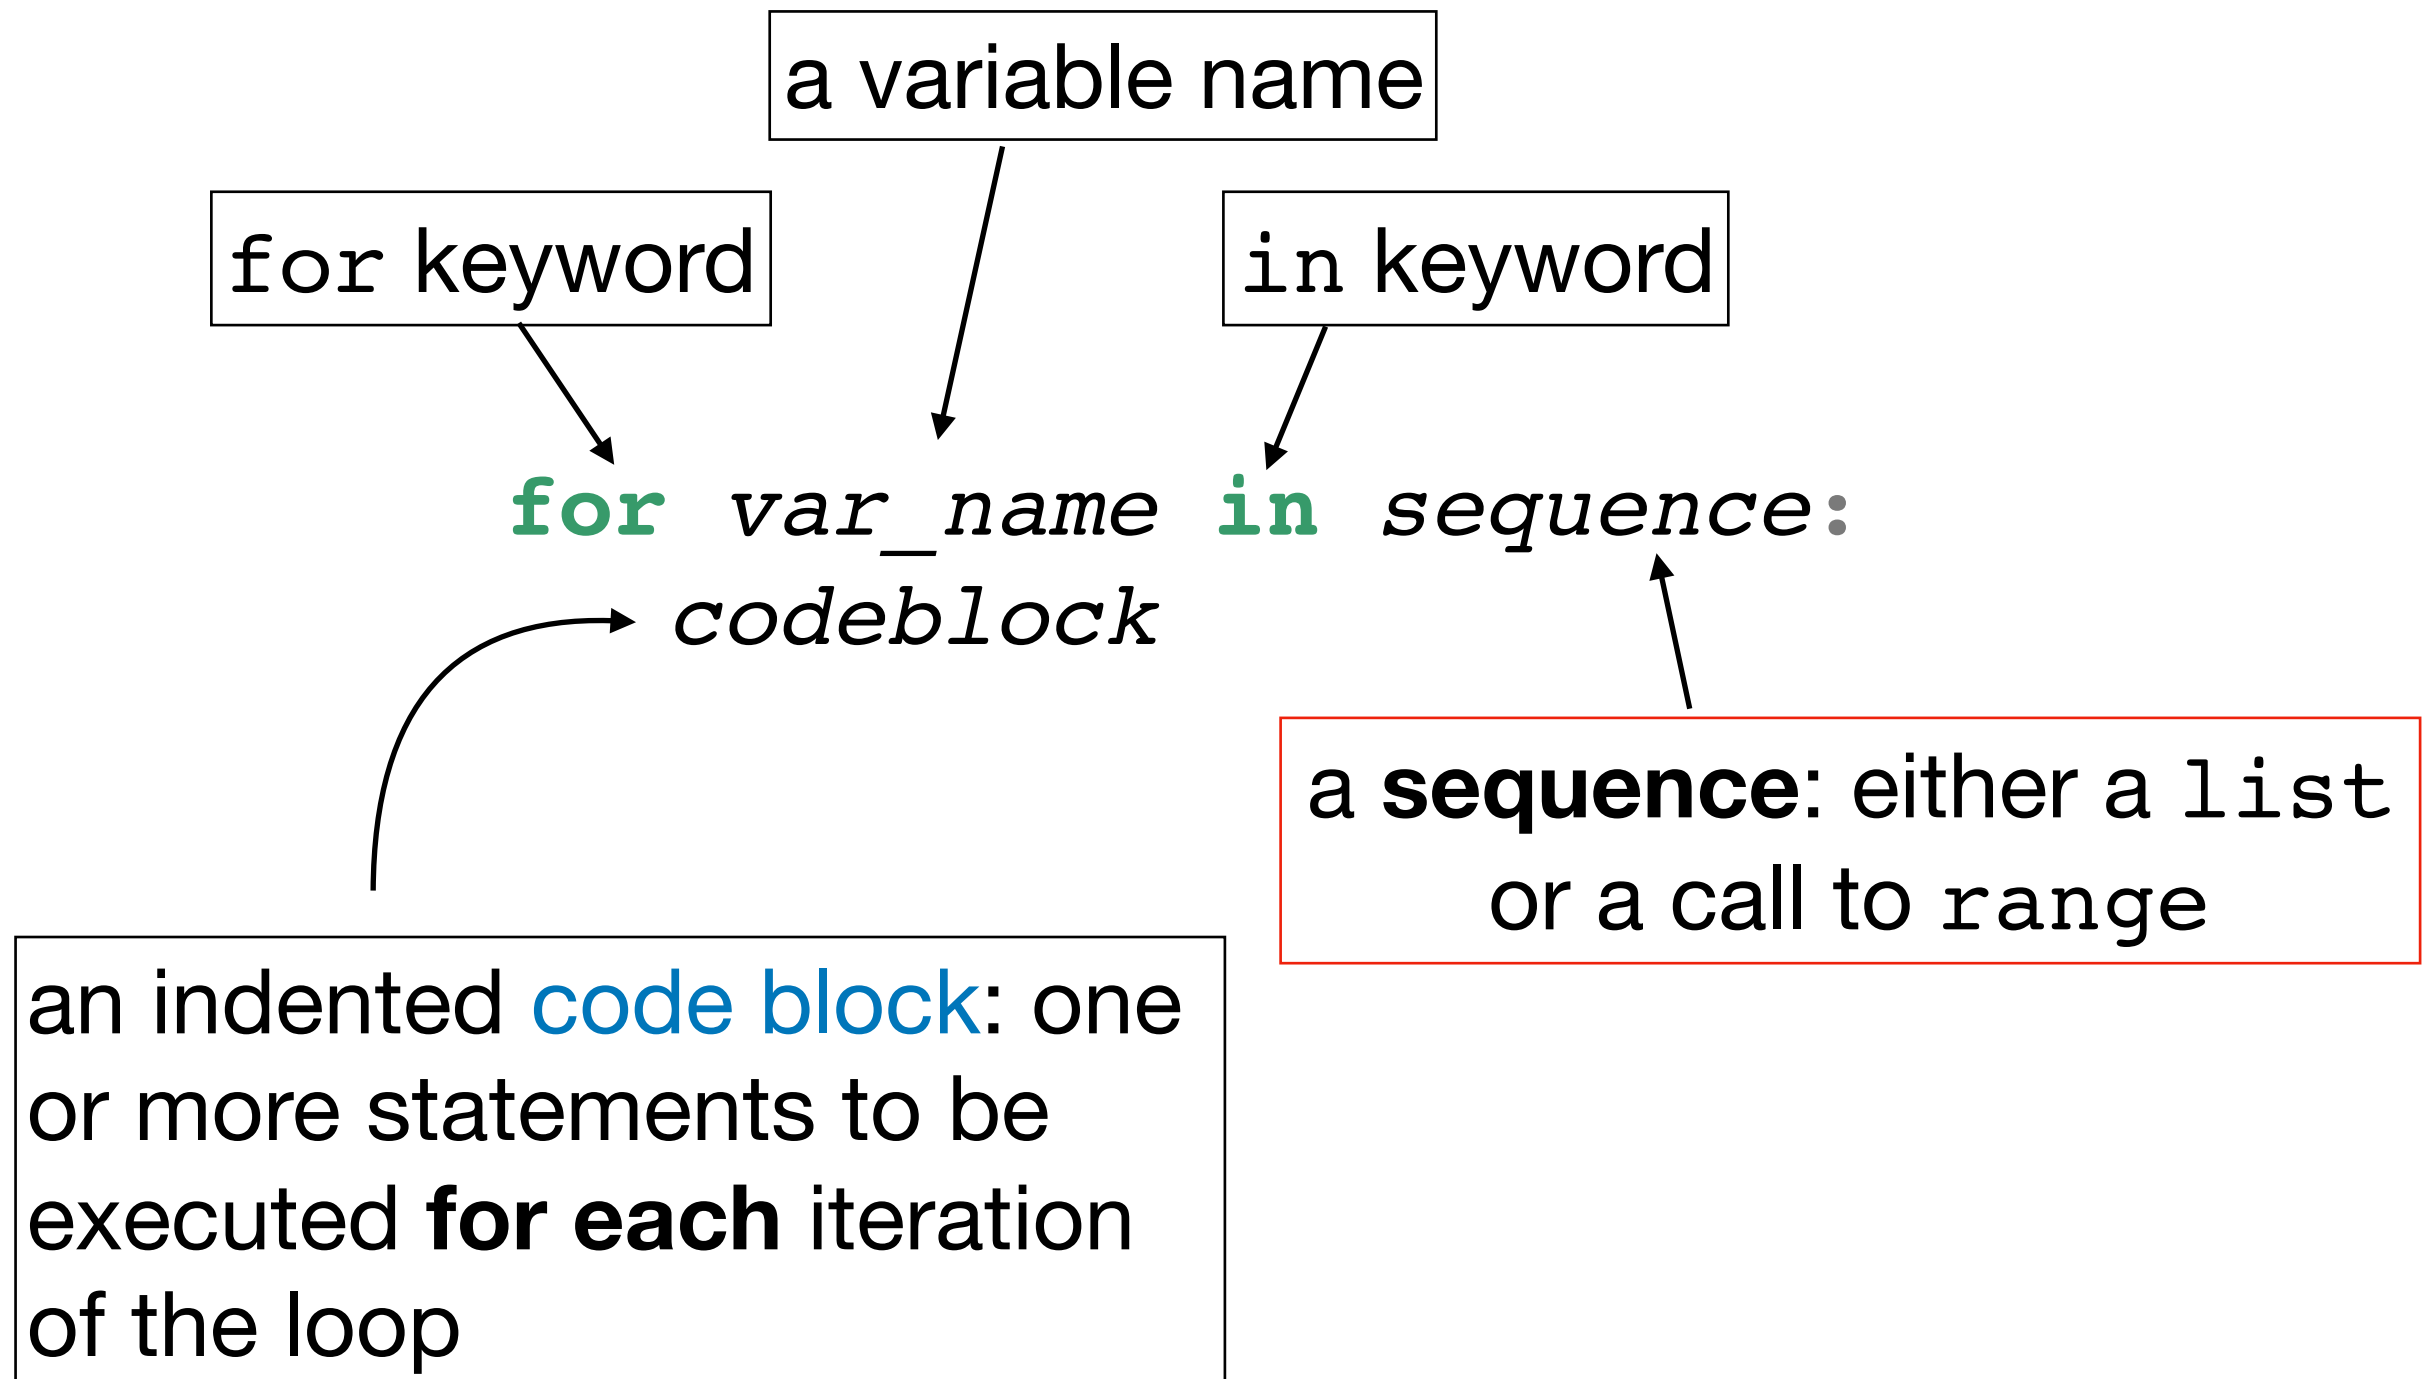 a variable name
for keyword
in keyword
for var_name in sequence:
codeblock
a sequence: either a list
or a call to range
an indented code block: one
or more statements to be
executed for each iteration
of the loop